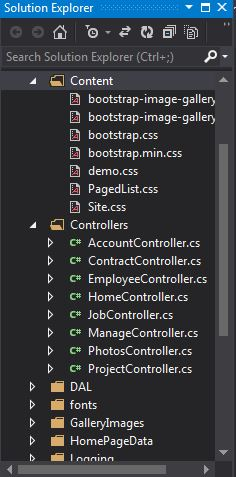 Solution Explorer
Search Solution Explorer (Ctrl+;)
Content
bootstrap-image-gallery
bootstrap-image-gallery
bootstrap.css
bootstrap.min.css
demo.css
PagedList.css
Site.css
Controllers
C# AccountController.cs
C# ContractController.cs
C# EmployeeController.cs
C# HomeController.cs
C# JobController.cs
C# ManageController.cs
C# PhotosController.cs
C# ProjectController.cs
DAL
fonts
GalleryImages
HomePageData
Logging